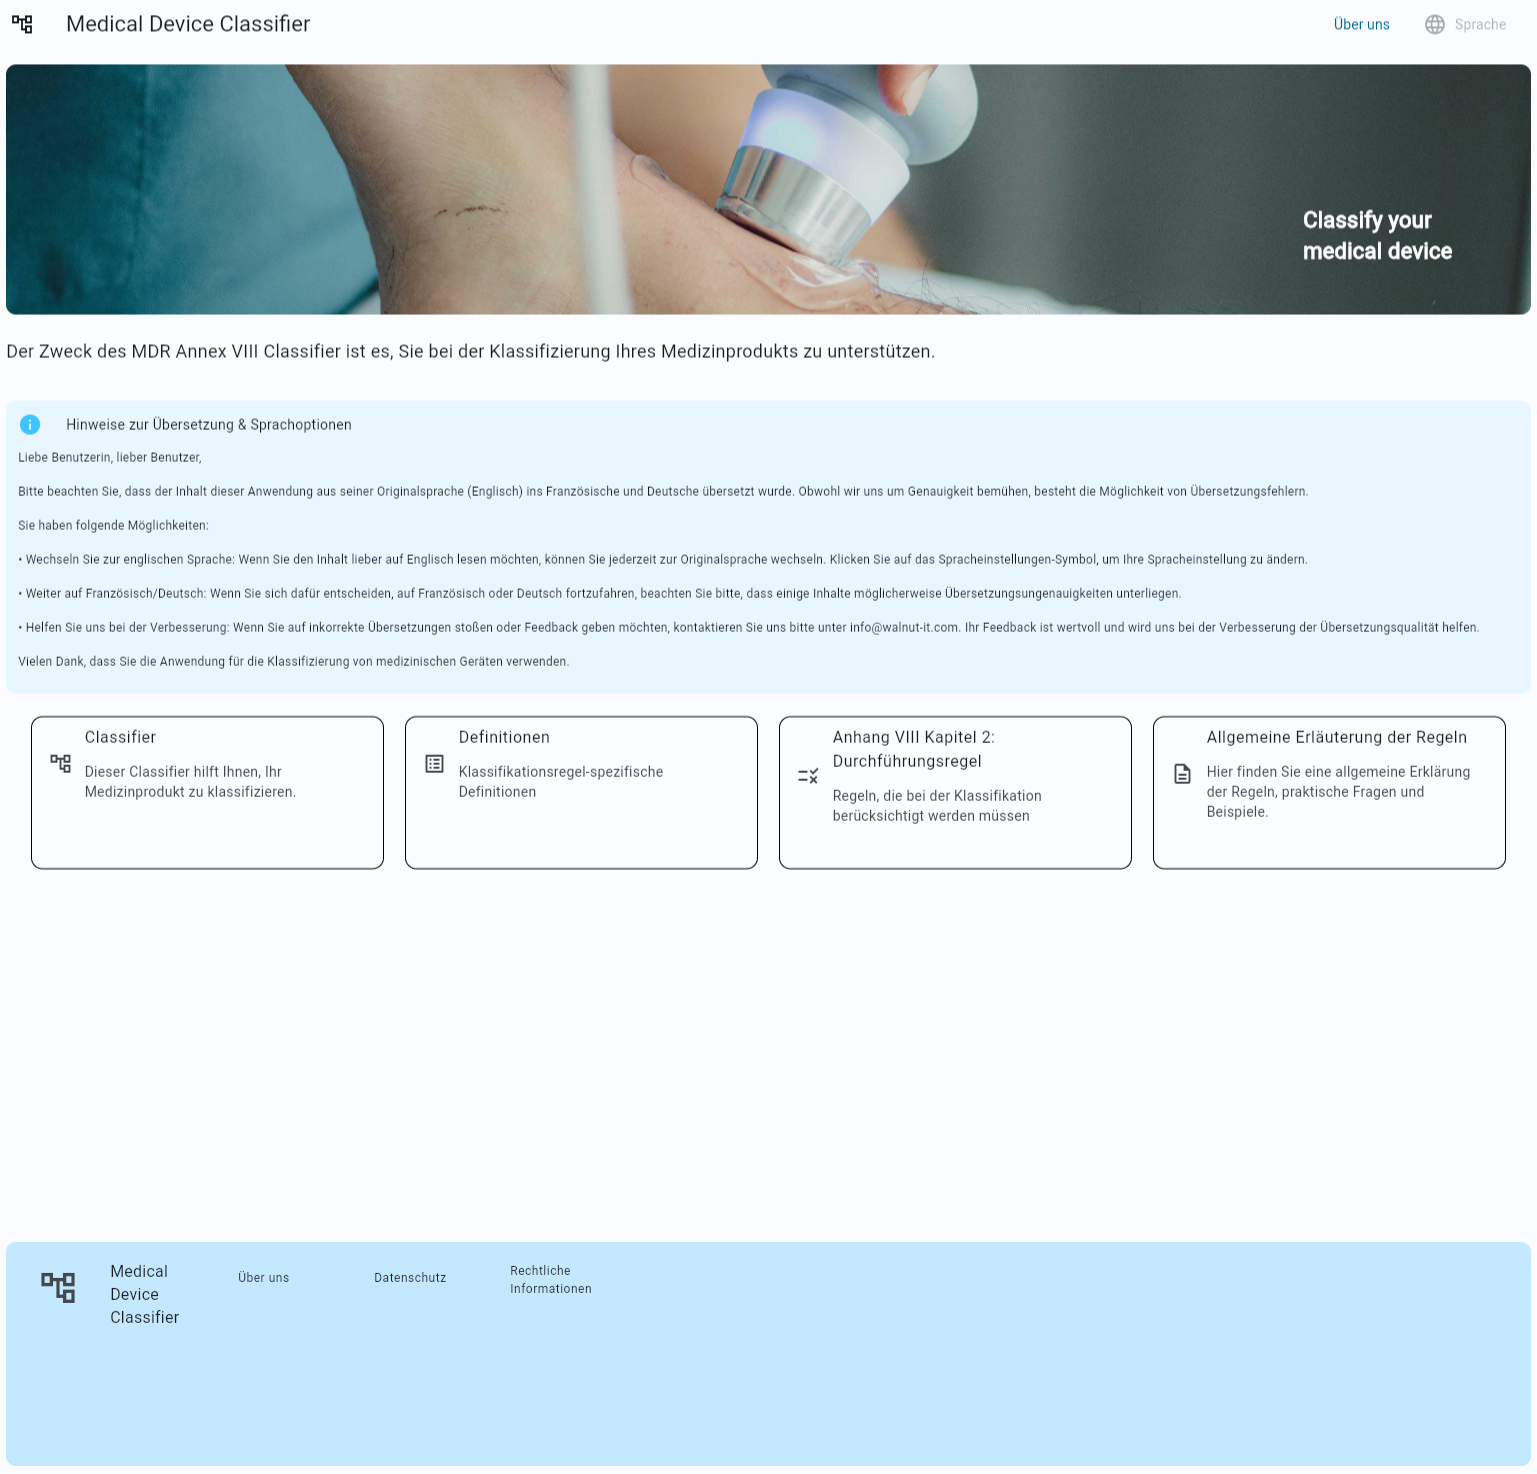 Medical Device Classifier
Über uns
Sprache
Classify your
medical device
Der Zweck des MDR Annex VIII Classifier ist es, Sie bei der Klassifizierung Ihres Medizinprodukts zu unterstützen.
Hinweise zur Übersetzung & Sprachoptionen
Liebe Benutzerin, lieber Benutzer,
Bitte beachten Sie, dass der Inhalt dieser Anwendung aus seiner Originalsprache (Englisch) ins Französische und Deutsche übersetzt wurde. Obwohl wir uns um Genauigkeit bemühen, besteht die Möglichkeit von Übersetzungsfehlern.
Sie haben folgende Möglichkeiten:
• Wechseln Sie zur englischen Sprache: Wenn Sie den Inhalt lieber auf Englisch lesen möchten, können Sie jederzeit zur Originalsprache wechseln. Klicken Sie auf das Spracheinstellungen-Symbol, um Ihre Spracheinstellung zu ändern.
• Weiter auf Französisch/Deutsch: Wenn Sie sich dafür entscheiden, auf Französisch oder Deutsch fortzufahren, beachten Sie bitte, dass einige Inhalte möglicherweise Übersetzungsungenauigkeiten unterliegen.
• Helfen Sie uns bei der Verbesserung: Wenn Sie auf inkorrekte Übersetzungen stoßen oder Feedback geben möchten, kontaktieren Sie uns bitte unter info@walnut-it.com. Ihr Feedback ist wertvoll und wird uns bei der Verbesserung der Übersetzungsqualität helfen.
Vielen Dank, dass Sie die Anwendung für die Klassifizierung von medizinischen Geräten verwenden.
Classifier
Dieser Classifier hilft Ihnen, Ihr
Medizinprodukt zu klassifizieren.
Definitionen
Klassifikationsregel-spezifische
Definitionen
Anhang VIII Kapitel 2:
Durchführungsregel
Regeln, die bei der Klassifikation
berücksichtigt werden müssen
Allgemeine Erläuterung der Regeln
Hier finden Sie eine allgemeine Erklärung
der Regeln, praktische Fragen und
Beispiele.
Medical
Device
Classifier
Über uns
Datenschutz
Rechtliche
Informationen